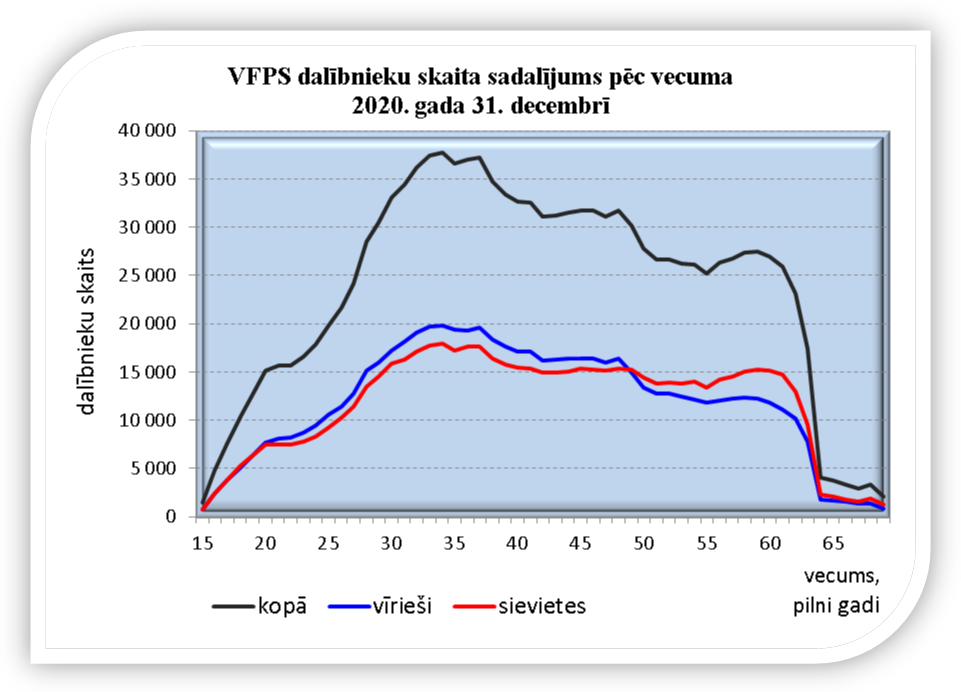 VFPS dalībnieku skaita sadalījums pēc vecuma
2020. gada 31. decembrī
40 000
35 000
30 000
25 000
20 000
15 000
10 000
5 000
0
dalībnieku skaits
15 20 25 30 35 40 45 50 55 60 65
vecums,
pilni gadi
kopā vīrieši sievietes